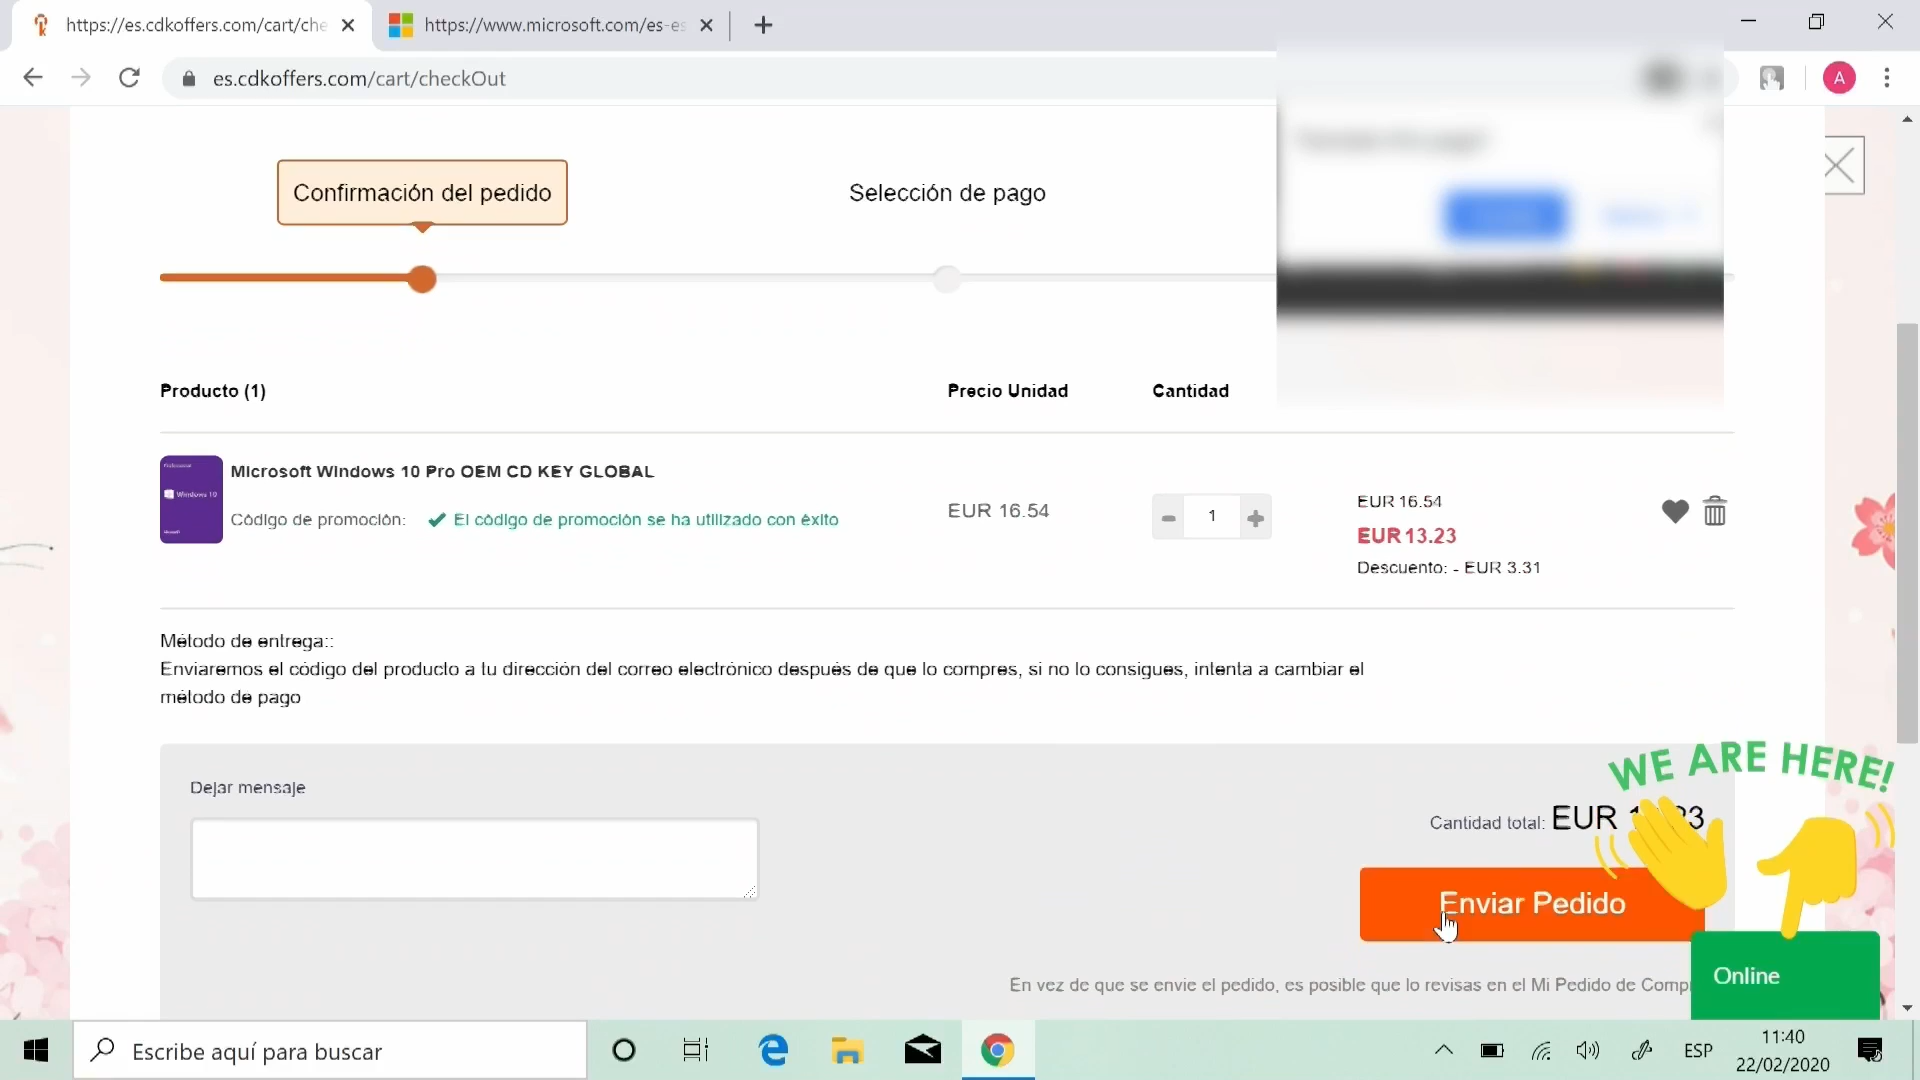 https://es.cdkoffers.com/cart/che
https://www.microsoft.com/es-es
es.cdkoffers.com/cart/checkOut
A
Confirmación del pedido
Selección de pago
Producto (1)
Precio Unidad
Cantidad
Windows 10
Microsoft Windows 10 Pro OEM CD KEY GLOBAL
Código de promoción: El código de promoción se ha utilizado con éxito
EUR 16.54
1
EUR 16.54
EUR 13.23
Descuento: - EUR 3.31
Método de entrega::
Enviaremos el código del producto a tu dirección del correo electrónico después de que lo compres, si no lo consigues, intenta a cambiar el
método de pago
Dejar mensaje
WE ARE HERE!
Cantidad total: EUR
Enviar Pedido
Online
En vez de que se envie el pedido, es posible que lo revisas en el Mi Pedido de Comp
Escribe aquí para buscar
ESP
11:40
22/02/2020